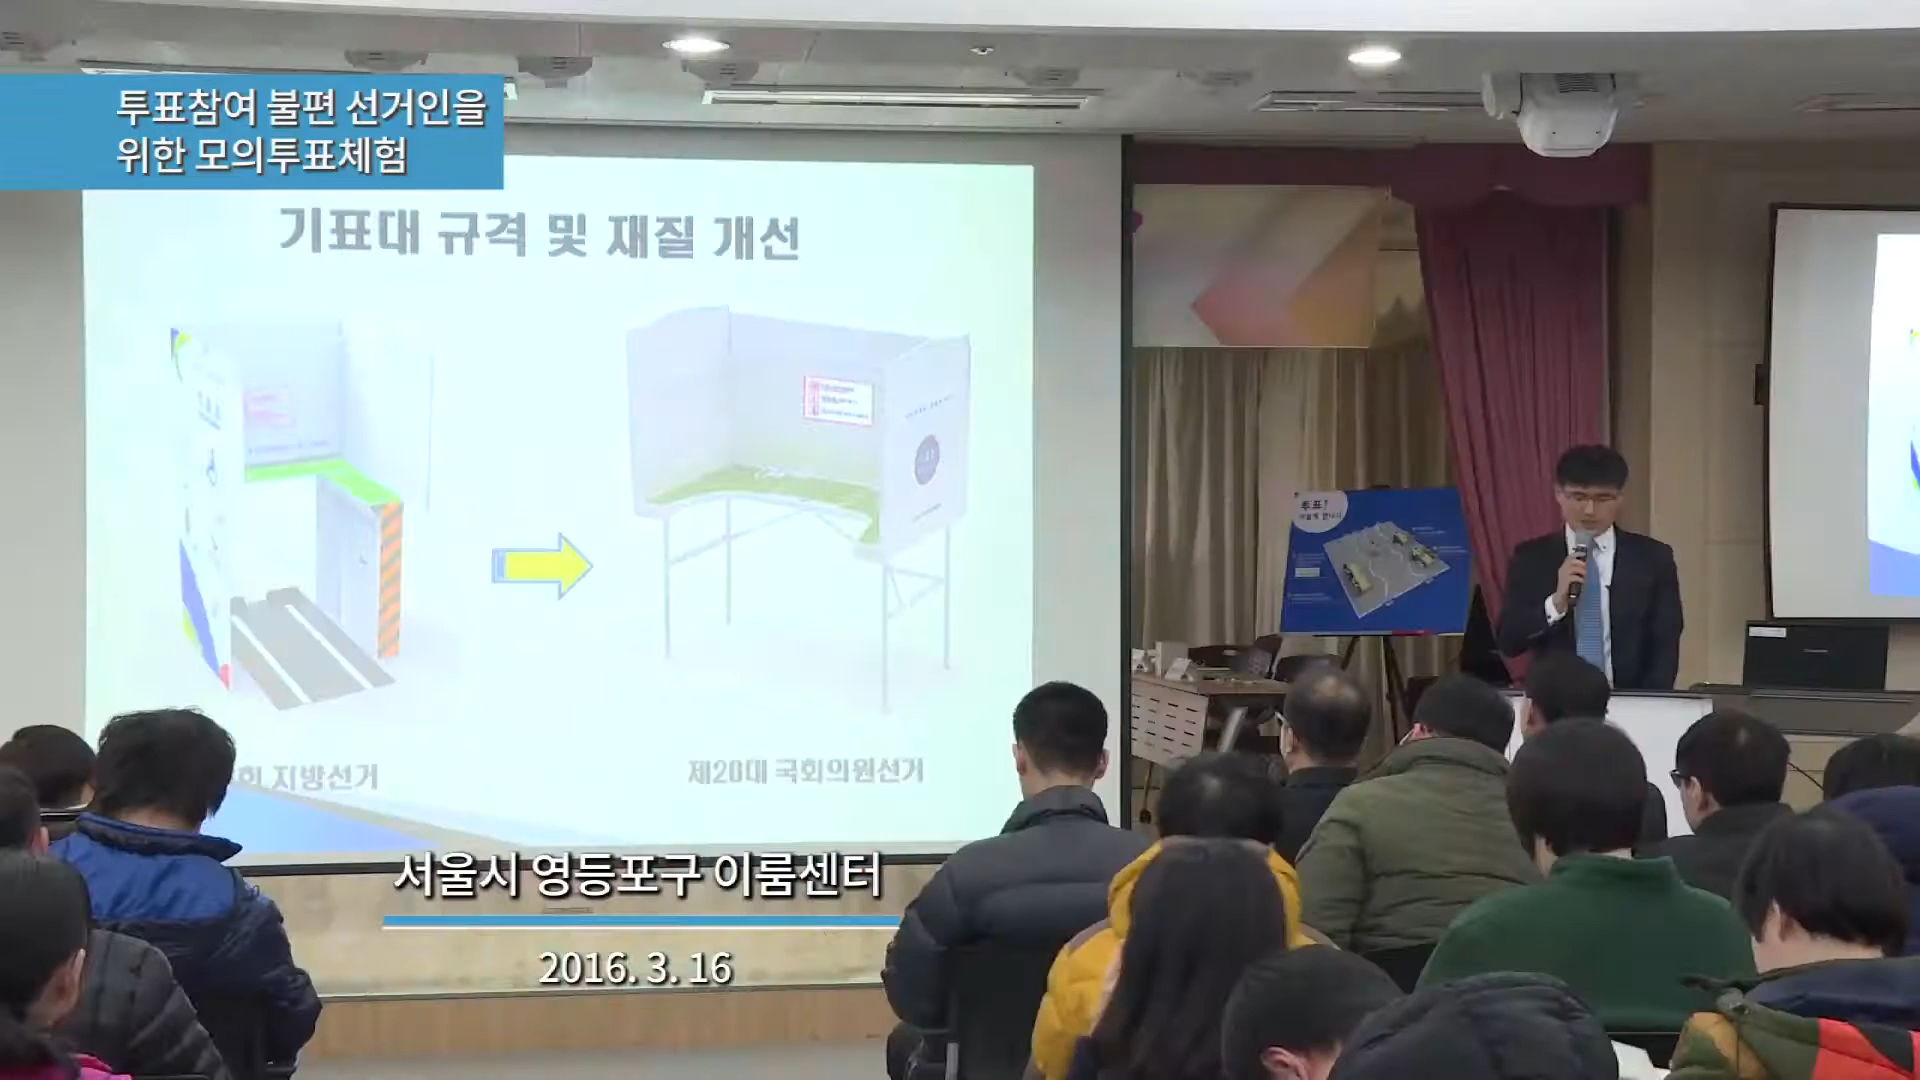 투표참여 불편 선거인을
위한 모의투표체험
기표대 규격 및 재질 개선
투표!
지방선거
제20대 국회의원선거
서울시 영등포구 이룸센터
2016. 3. 16